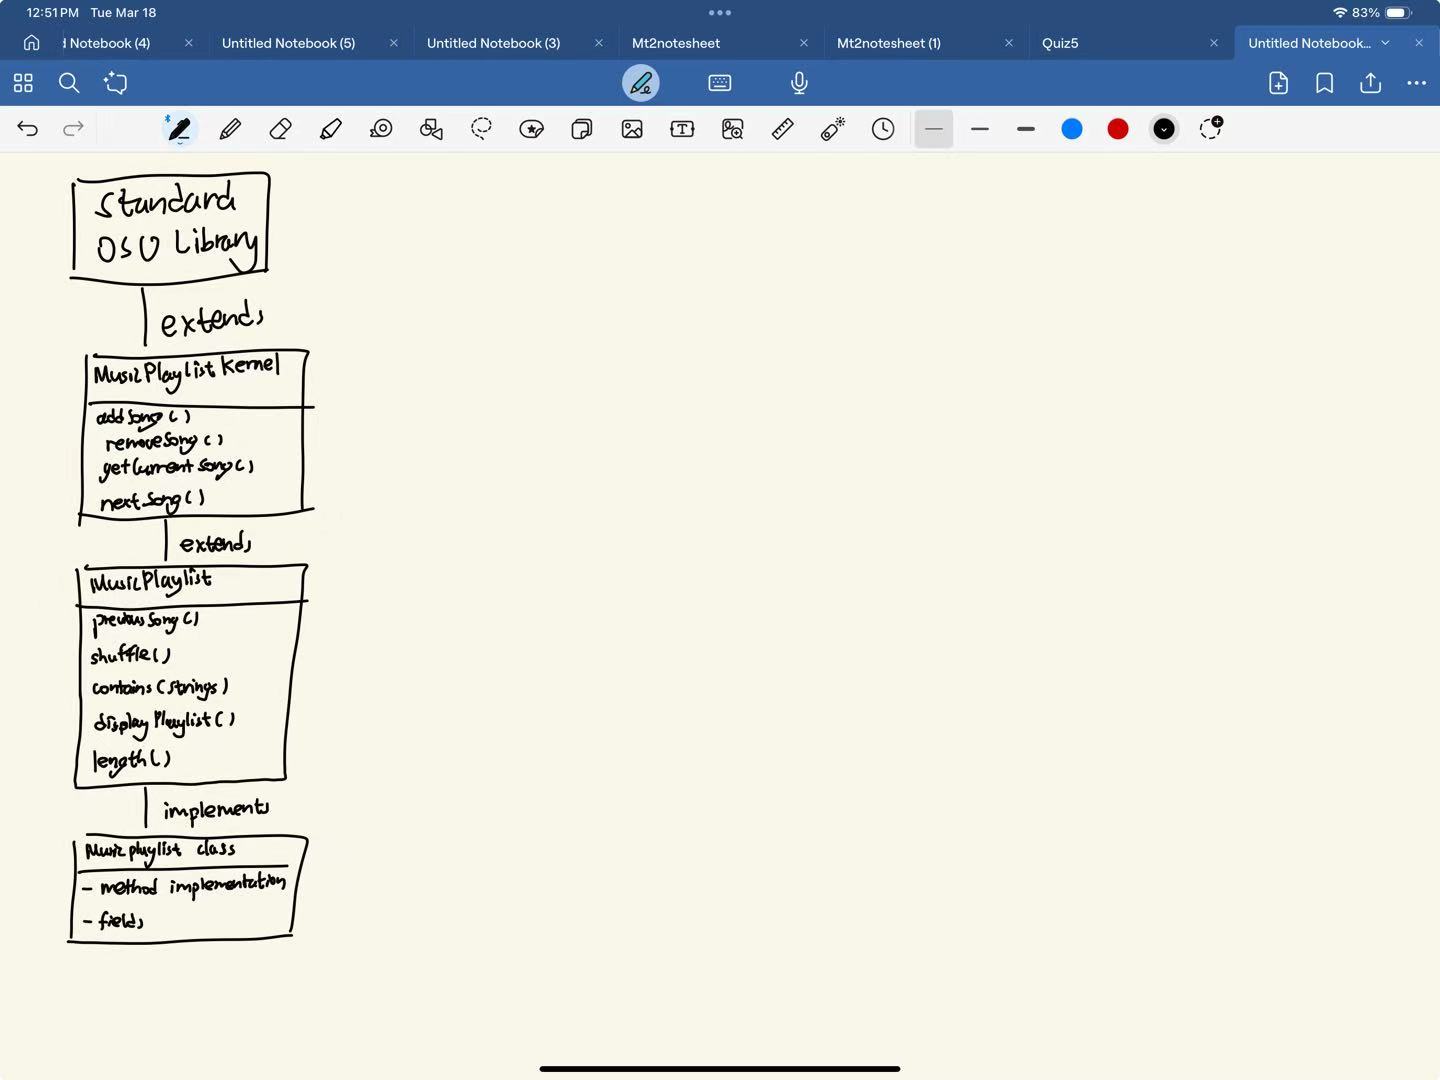 12:51 PM Tue Mar 18
83%
d Notebook (4)
Untitled Notebook (5)
Untitled Notebook (3)
Mt2notesheet
Mt2notesheet (1)
Quiz5
Untitled Notebook...
Standard
OSU Library
extends
MusicPlaylist Kernel
addSong()
removeSong()
getCurrentSong()
nextSong()
extends
MusicPlaylist
previousSong()
shuffle()
contains(strings)
displayPlaylist()
length()
implements
Musicplaylist class
- method implementation
- fields